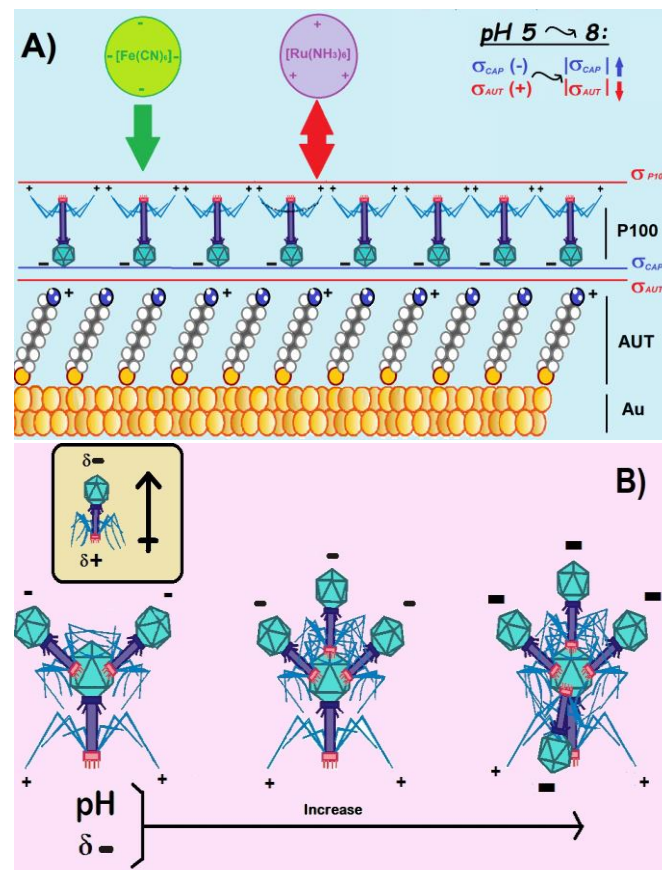 A)
-[Fe(CN)₆]-
[Ru(NH₃)₆]
pH 5 ⤳ 8:
σCAP (-) |σCAP|
σAUT (+) |σAUT|
σP10
P100
σCAP
σAUT
AUT
Au
B)
δ-
δ+
pH
δ-
Increase